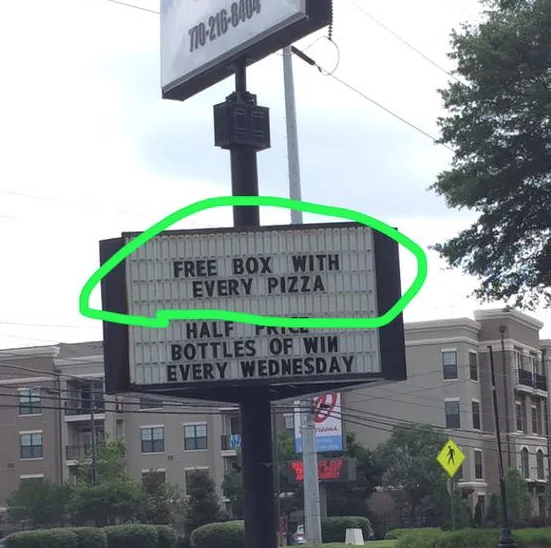 770-216-8404
FREE BOX WITH
EVERY PIZZA
HALF PRICE
BOTTLES OF WIN
EVERY WEDNESDAY